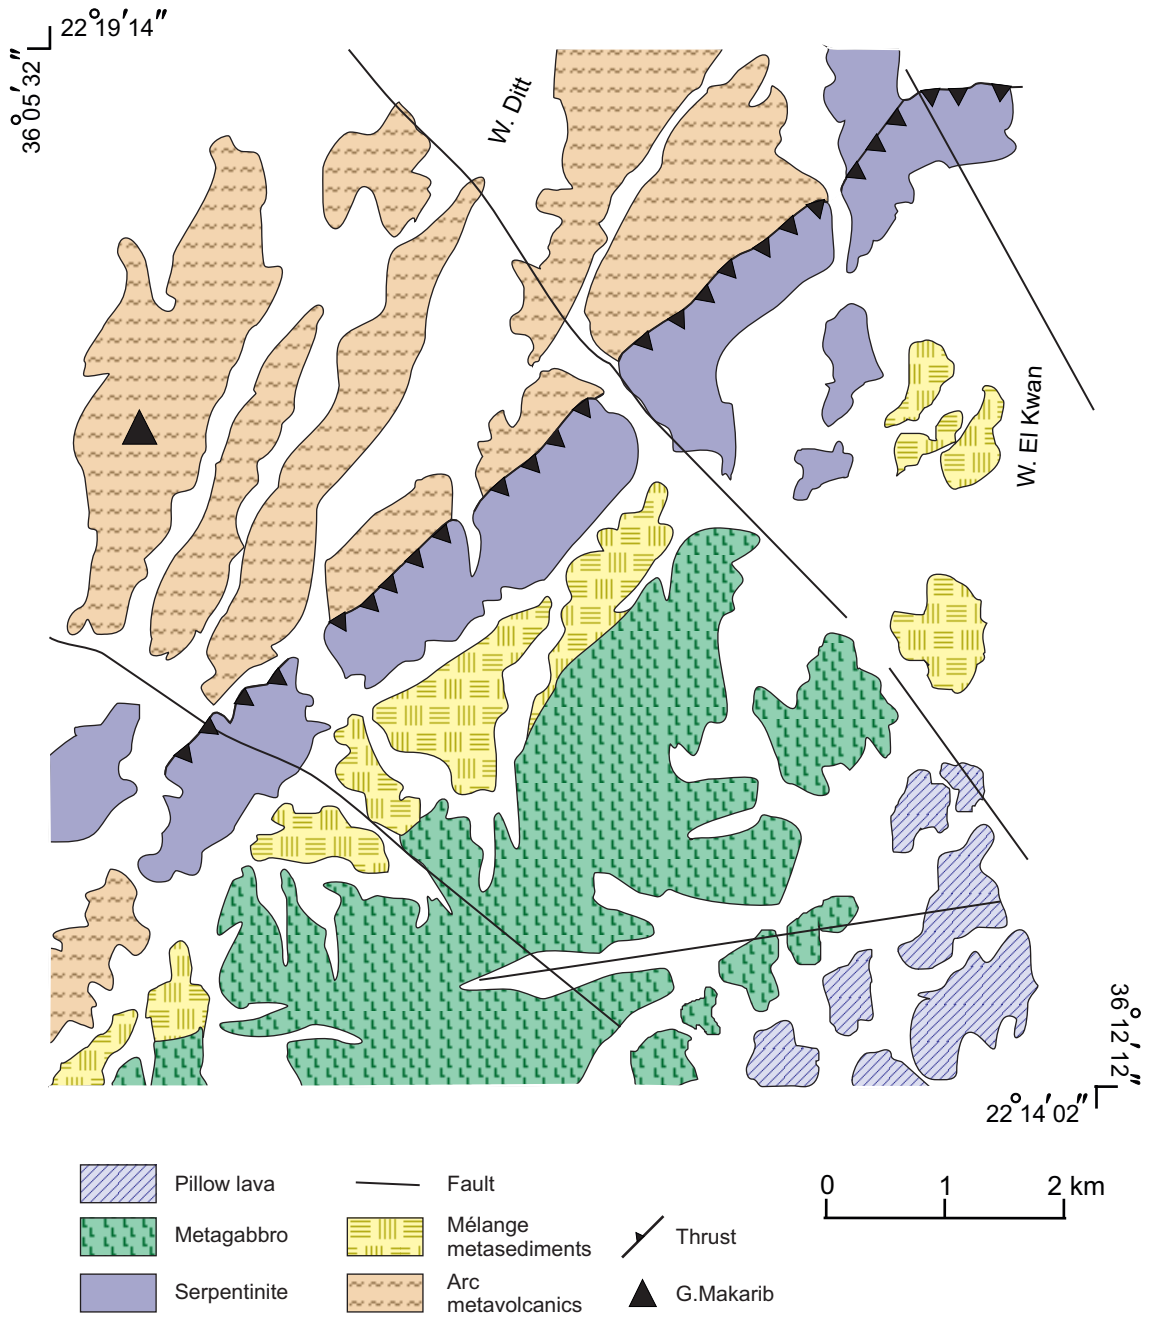 22°19′14″
36°05′32″
W. Ditt
W. El Kwan
36°12′12″
22°14′02″
Pillow lava
Metagabbro
Serpentinite
Fault
Mélange
metasediments
Arc
metavolcanics
Thrust
G.Makarib
0 1 2 km